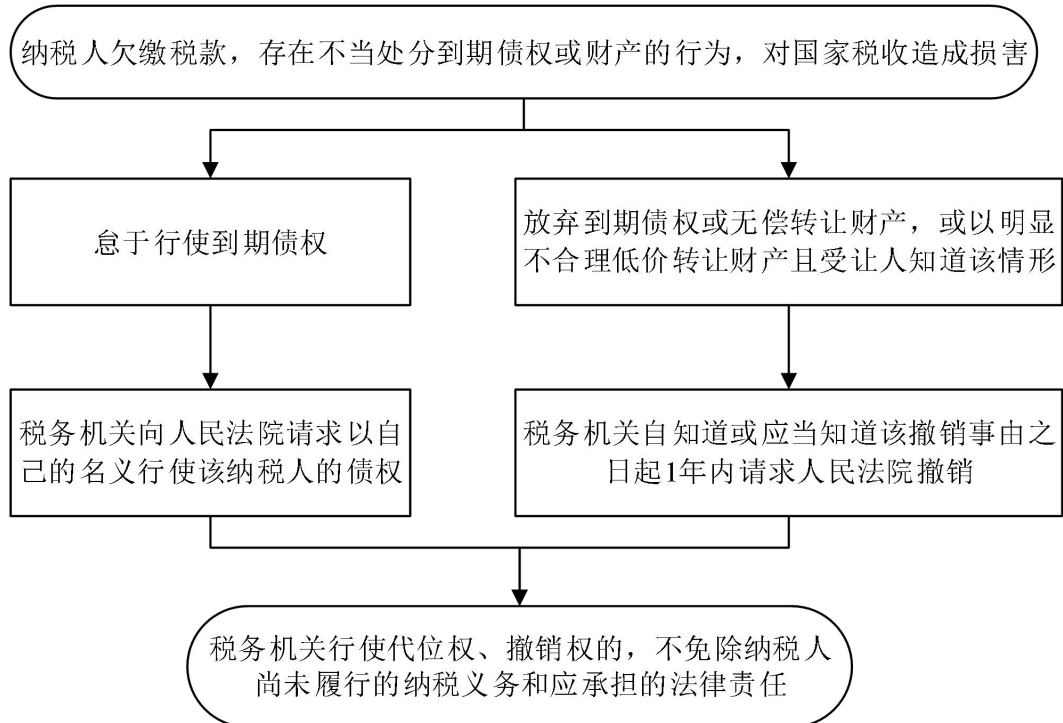 纳税人欠缴税款，存在不当处分到期债权或财产的行为，对国家税收造成损害
怠于行使到期债权
放弃到期债权或无偿转让财产，或以明显
不合理低价转让财产且受让人知道该情形
税务机关向人民法院请求以自
己的名义行使该纳税人的债权
税务机关自知道或应当知道该撤销事由之
日起1年内请求人民法院撤销
税务机关行使代位权、撤销权的，不免除纳税人
尚未履行的纳税义务和应承担的法律责任